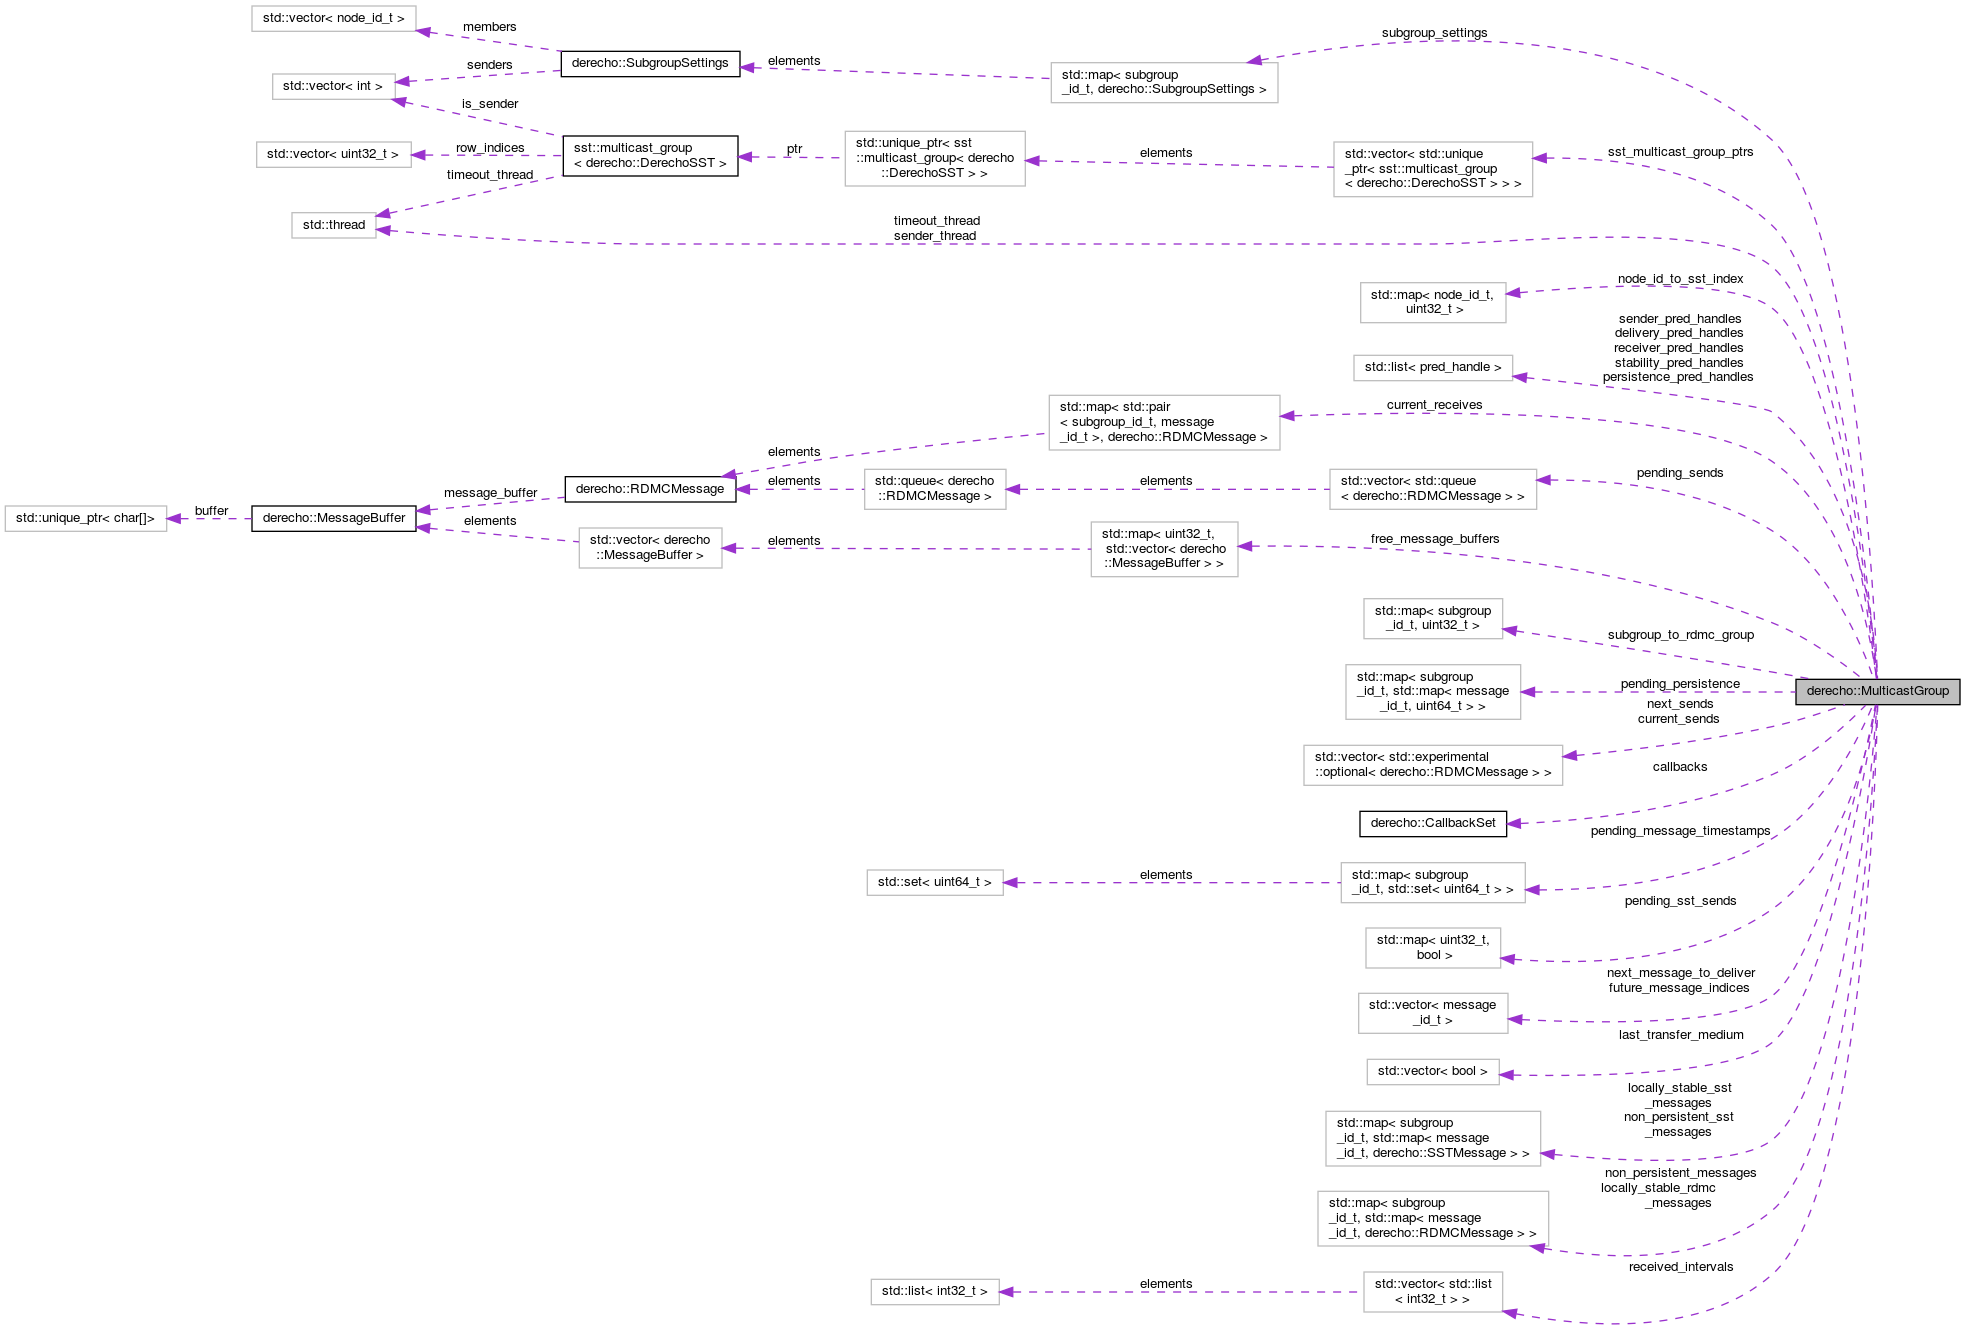 std::vector< node_id_t >
members
subgroup_settings
derecho::SubgroupSettings
elements
senders
std::map< subgroup
_id_t, derecho::SubgroupSettings >
std::vector< int >
is_sender
sst::multicast_group
< derecho::DerechoSST >
ptr
std::unique_ptr< sst
::multicast_group< derecho
::DerechoSST > >
elements
std::vector< std::unique
_ptr< sst::multicast_group
< derecho::DerechoSST > > >
sst_multicast_group_ptrs
std::vector< uint32_t >
row_indices
timeout_thread
std::thread
timeout_thread
sender_thread
node_id_to_sst_index
std::map< node_id_t,
uint32_t >
sender_pred_handles
delivery_pred_handles
receiver_pred_handles
stability_pred_handles
persistence_pred_handles
std::list< pred_handle >
std::map< std::pair
< subgroup_id_t, message
_id_t >, derecho::RDMCMessage >
current_receives
elements
derecho::RDMCMessage
elements
std::queue< derecho
::RDMCMessage >
elements
std::vector< std::queue
< derecho::RDMCMessage > >
pending_sends
message_buffer
std::unique_ptr< char[]>
buffer
derecho::MessageBuffer
elements
std::vector< derecho
::MessageBuffer >
elements
std::map< uint32_t,
std::vector< derecho
::MessageBuffer > >
free_message_buffers
std::map< subgroup
_id_t, uint32_t >
subgroup_to_rdmc_group
std::map< subgroup
_id_t, std::map< message
_id_t, uint64_t > >
pending_persistence
derecho::MulticastGroup
next_sends
current_sends
std::vector< std::experimental
::optional< derecho::RDMCMessage > >
callbacks
derecho::CallbackSet
pending_message_timestamps
std::set< uint64_t >
elements
std::map< subgroup
_id_t, std::set< uint64_t > >
pending_sst_sends
std::map< uint32_t,
bool >
next_message_to_deliver
future_message_indices
std::vector< message
_id_t >
last_transfer_medium
std::vector< bool >
locally_stable_sst
_messages
non_persistent_sst
_messages
std::map< subgroup
_id_t, std::map< message
_id_t, derecho::SSTMessage > >
non_persistent_messages
locally_stable_rdmc
_messages
std::map< subgroup
_id_t, std::map< message
_id_t, derecho::RDMCMessage > >
received_intervals
std::list< int32_t >
elements
std::vector< std::list
< int32_t > >